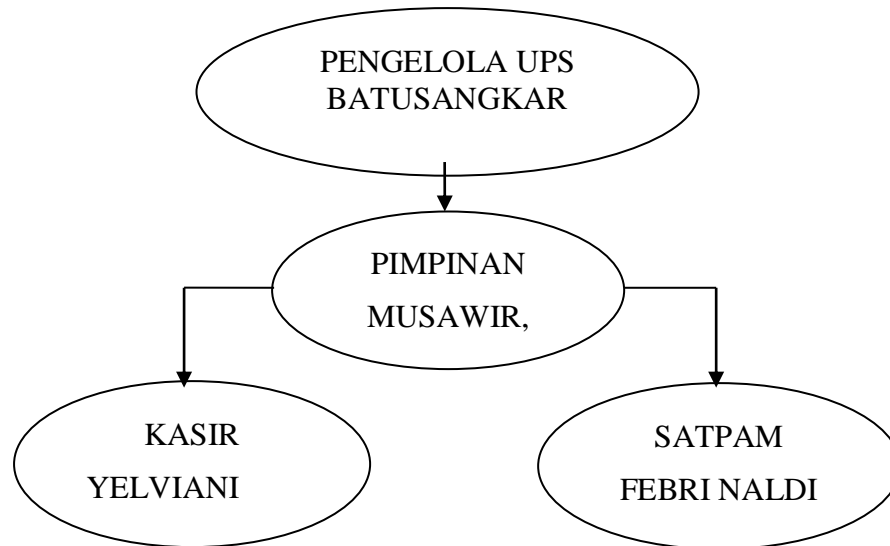 PENGELOLA UPS
BATUSANGKAR
PIMPINAN
MUSAWIR,
KASIR
YELVIANI
SATPAM
FEBRI NALDI